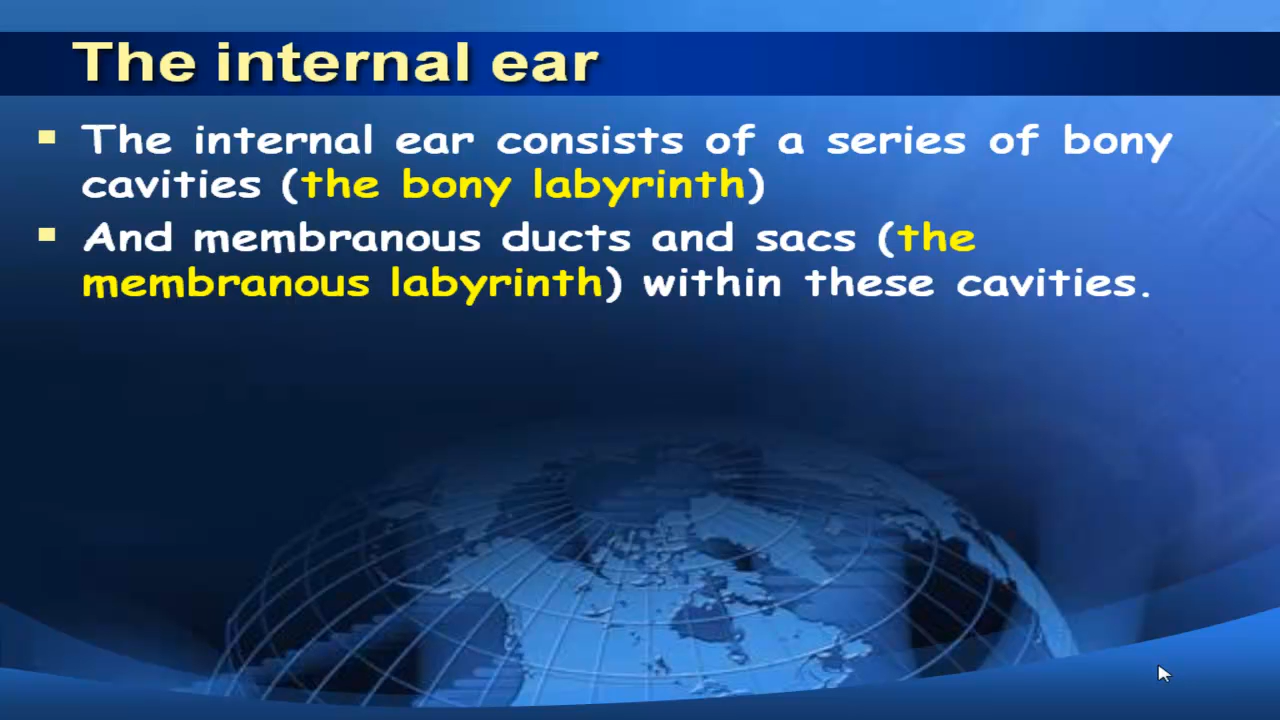 The internal ear
The internal ear consists of a series of bony
cavities (the bony labyrinth)
And membranous ducts and sacs (the
membranous labyrinth) within these cavities.